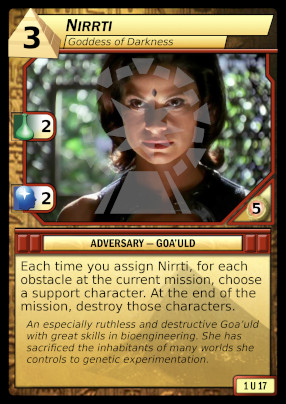 3
NIRRTI
Goddess of Darkness
2
2
5
ADVERSARY — GOA'ULD
Each time you assign Nirrti, for each
obstacle at the current mission, choose
a support character. At the end of the
mission, destroy those characters.
An especially ruthless and destructive Goa'uld
with great skills in bioengineering. She has
sacrificed the inhabitants of many worlds she
controls to genetic experimentation.
1 U 17